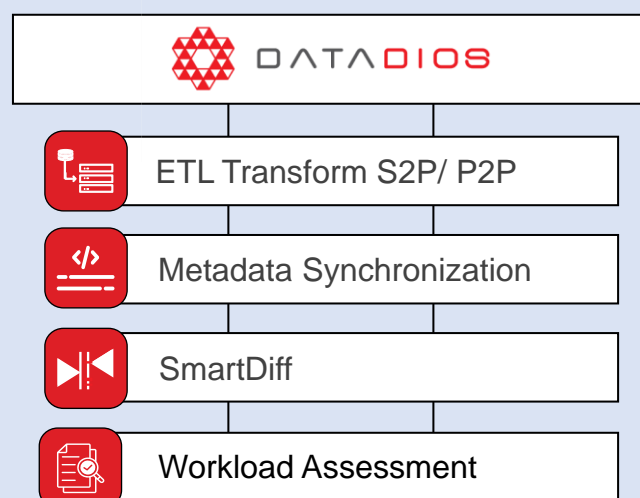 DATADIOS
ETL Transform S2P/ P2P
</>
Metadata Synchronization
SmartDiff
Workload Assessment